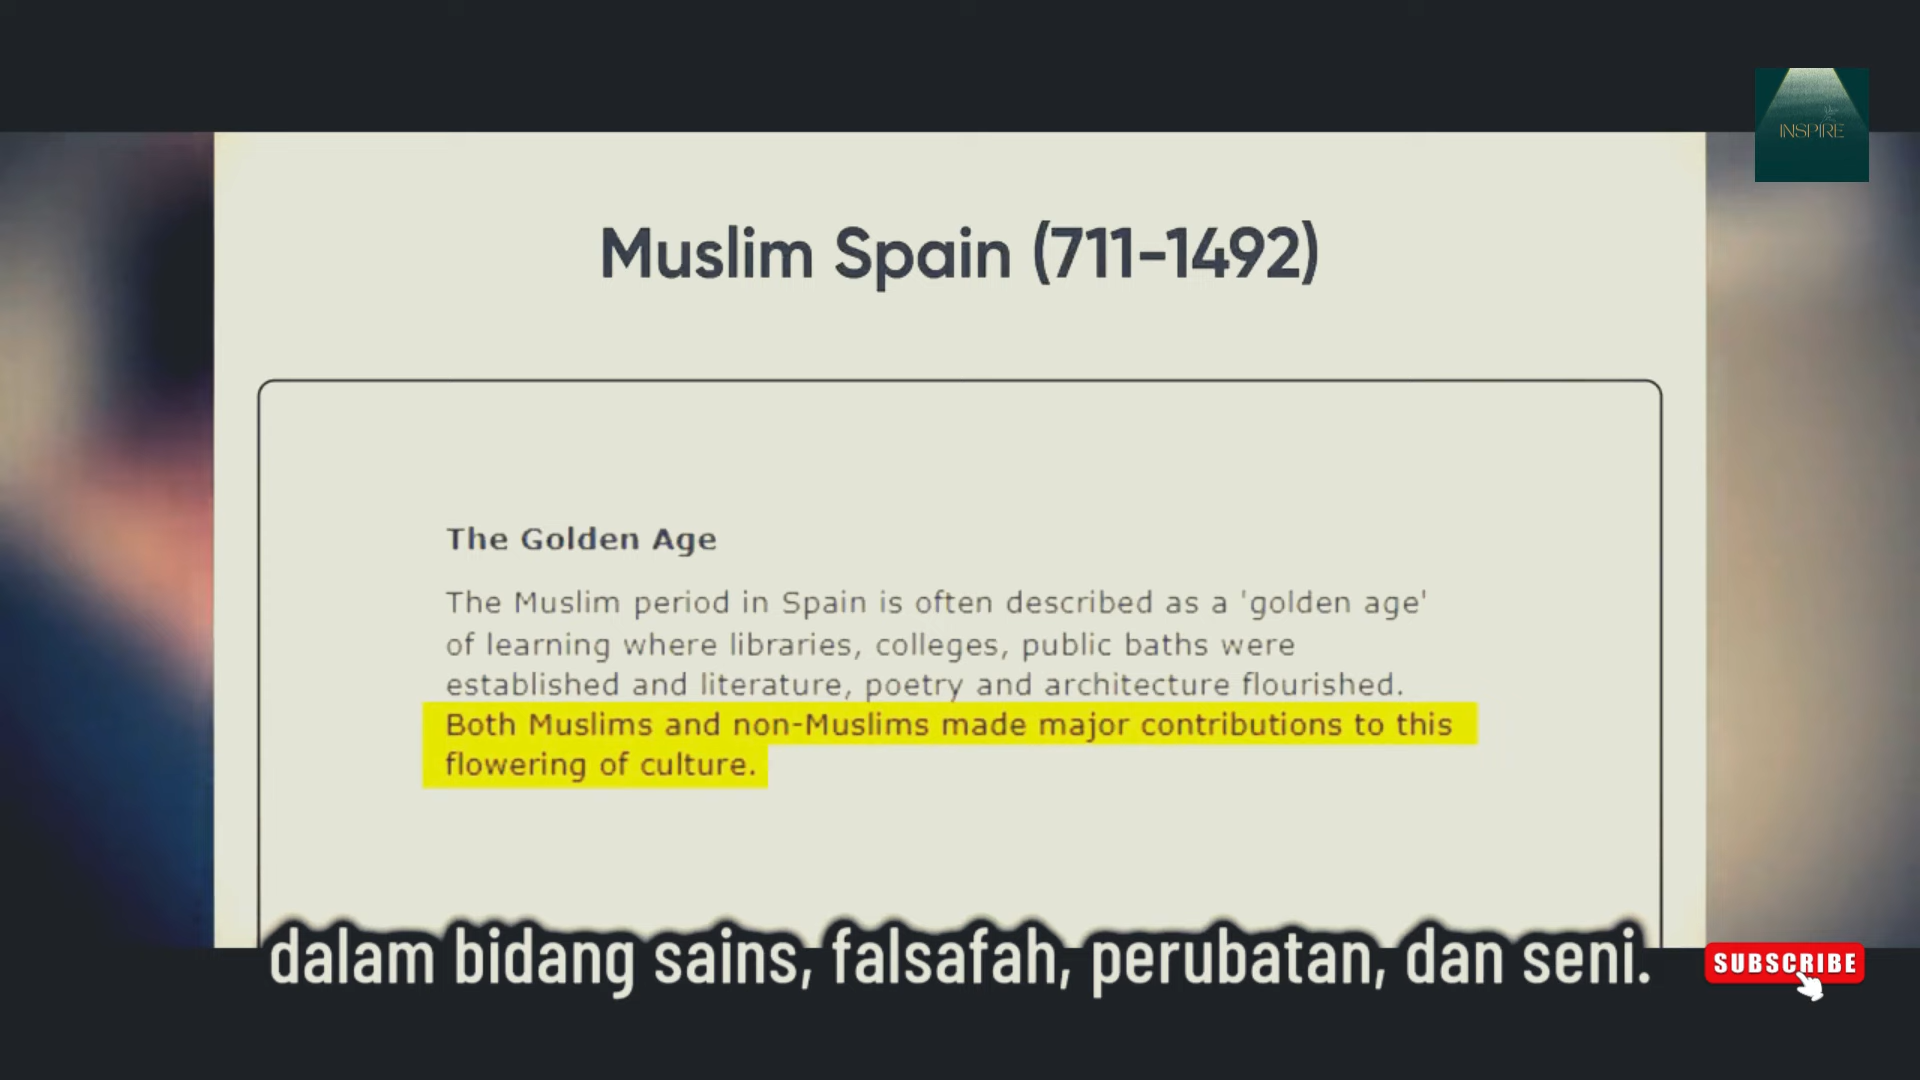 INSPIRE
Muslim Spain (711-1492)
The Golden Age
The Muslim period in Spain is often described as a 'golden age'
of learning where libraries, colleges, public baths were
established and literature, poetry and architecture flourished.
Both Muslims and non-Muslims made major contributions to this
flowering of culture.
dalam bidang sains, falsafah, perubatan, dan seni.
SUBSCRIBE